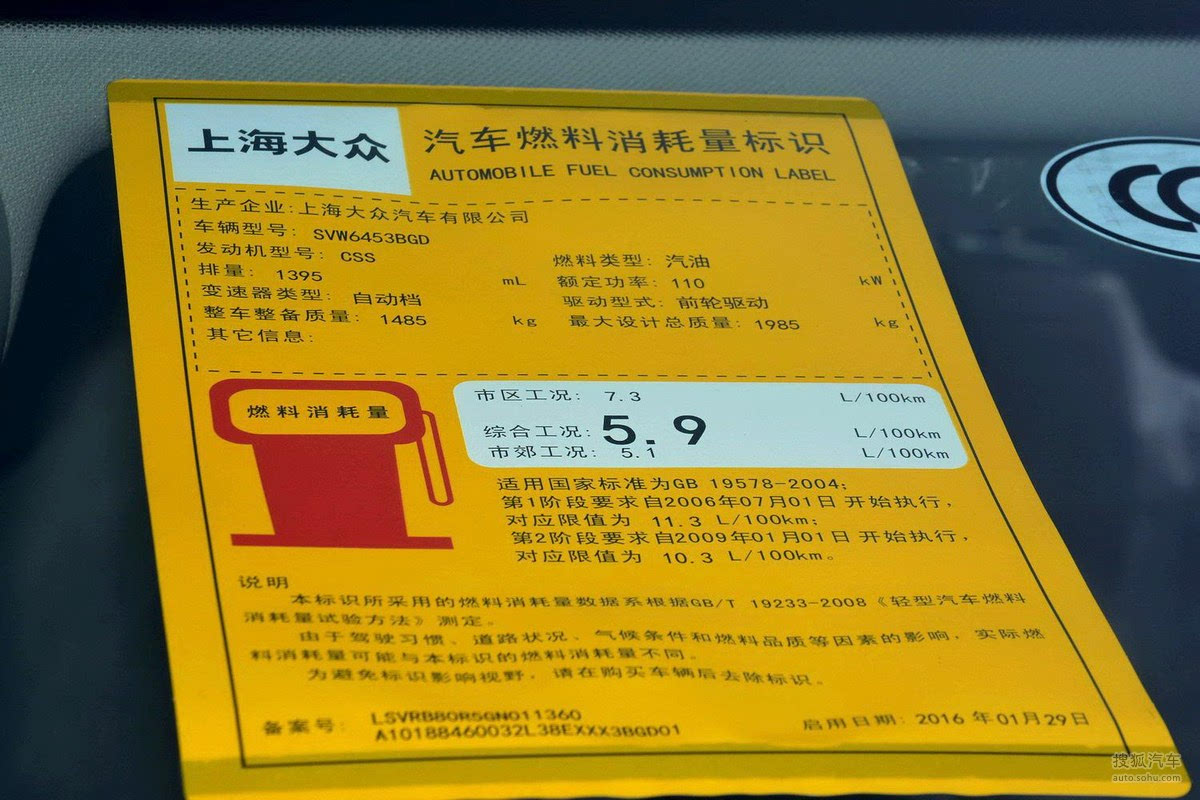 上海大众
汽车燃料消耗量标识
AUTOMOBILE FUEL CONSUMPTION LABEL
生产企业:上海大众汽车有限公司
车辆型号: SVW6453BGD
发动机型号: CSS 燃料类型: 汽油
排量: 1395 mL 额定功率: 110 kW
变速器类型: 自动档 驱动型式: 前轮驱动
整车整备质量: 1485 kg 最大设计总质量: 1985 kg
其它信息:
燃料消耗量
市区工况: 7.3 L/100km
综合工况: 5.9 L/100km
市郊工况: 5.1 L/100km
适用国家标准为GB 19578-2004;
第1阶段要求自2006年07月01日 开始执行,
对应限值为 11.3 L/100km;
第2阶段要求自2009年01月01日 开始执行,
对应限值为 10.3 L/100km。
说明
本标识所采用的燃料消耗量数据系根据GB/T 19233-2008《轻型汽车燃料
消耗量试验方法》测定。
由于驾驶习惯、道路状况、气候条件和燃料品质等因素的影响, 实际燃
料消耗量可能与本标识的燃料消耗量不同。
为避免标识影响视野, 请在购买车辆后去除标识。
备案号: LSVRB80R5GN011360
A10188460032L38EXXX3BGD01
启用日期: 2016 年01月29日
搜狐汽车
auto.sohu.com